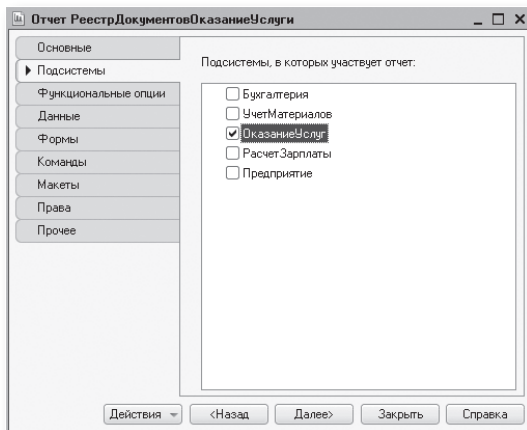 Отчет РеестрДокументовОказаниеУслуги
Основные
Подсистемы
Функциональные опции
Данные
Формы
Команды
Макеты
Права
Прочее
Подсистемы, в которых участвует отчет:
Бухгалтерия
УчетМатериалов
ОказаниеУслуг
РасчетЗарплаты
Предприятие
Действия
<Назад
Далее>
Закрыть
Справка